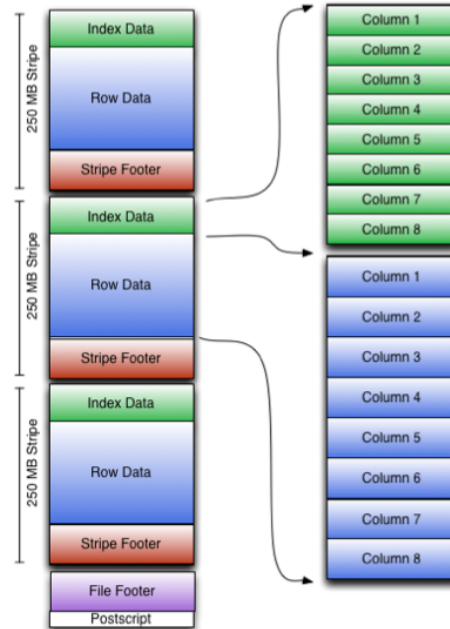 250 MB Stripe
Index Data
Row Data
Stripe Footer
250 MB Stripe
Index Data
Row Data
Stripe Footer
250 MB Stripe
Index Data
Row Data
Stripe Footer
File Footer
Postscript
Column 1
Column 2
Column 3
Column 4
Column 5
Column 6
Column 7
Column 8
Column 1
Column 2
Column 3
Column 4
Column 5
Column 6
Column 7
Column 8